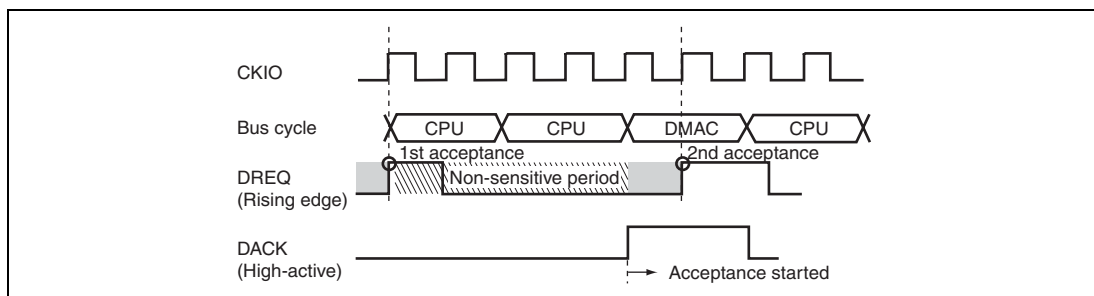 CKIO
Bus cycle
CPU
CPU
DMAC
CPU
1st acceptance
2nd acceptance
DREQ
(Rising edge)
Non-sensitive period
DACK
(High-active)
Acceptance started